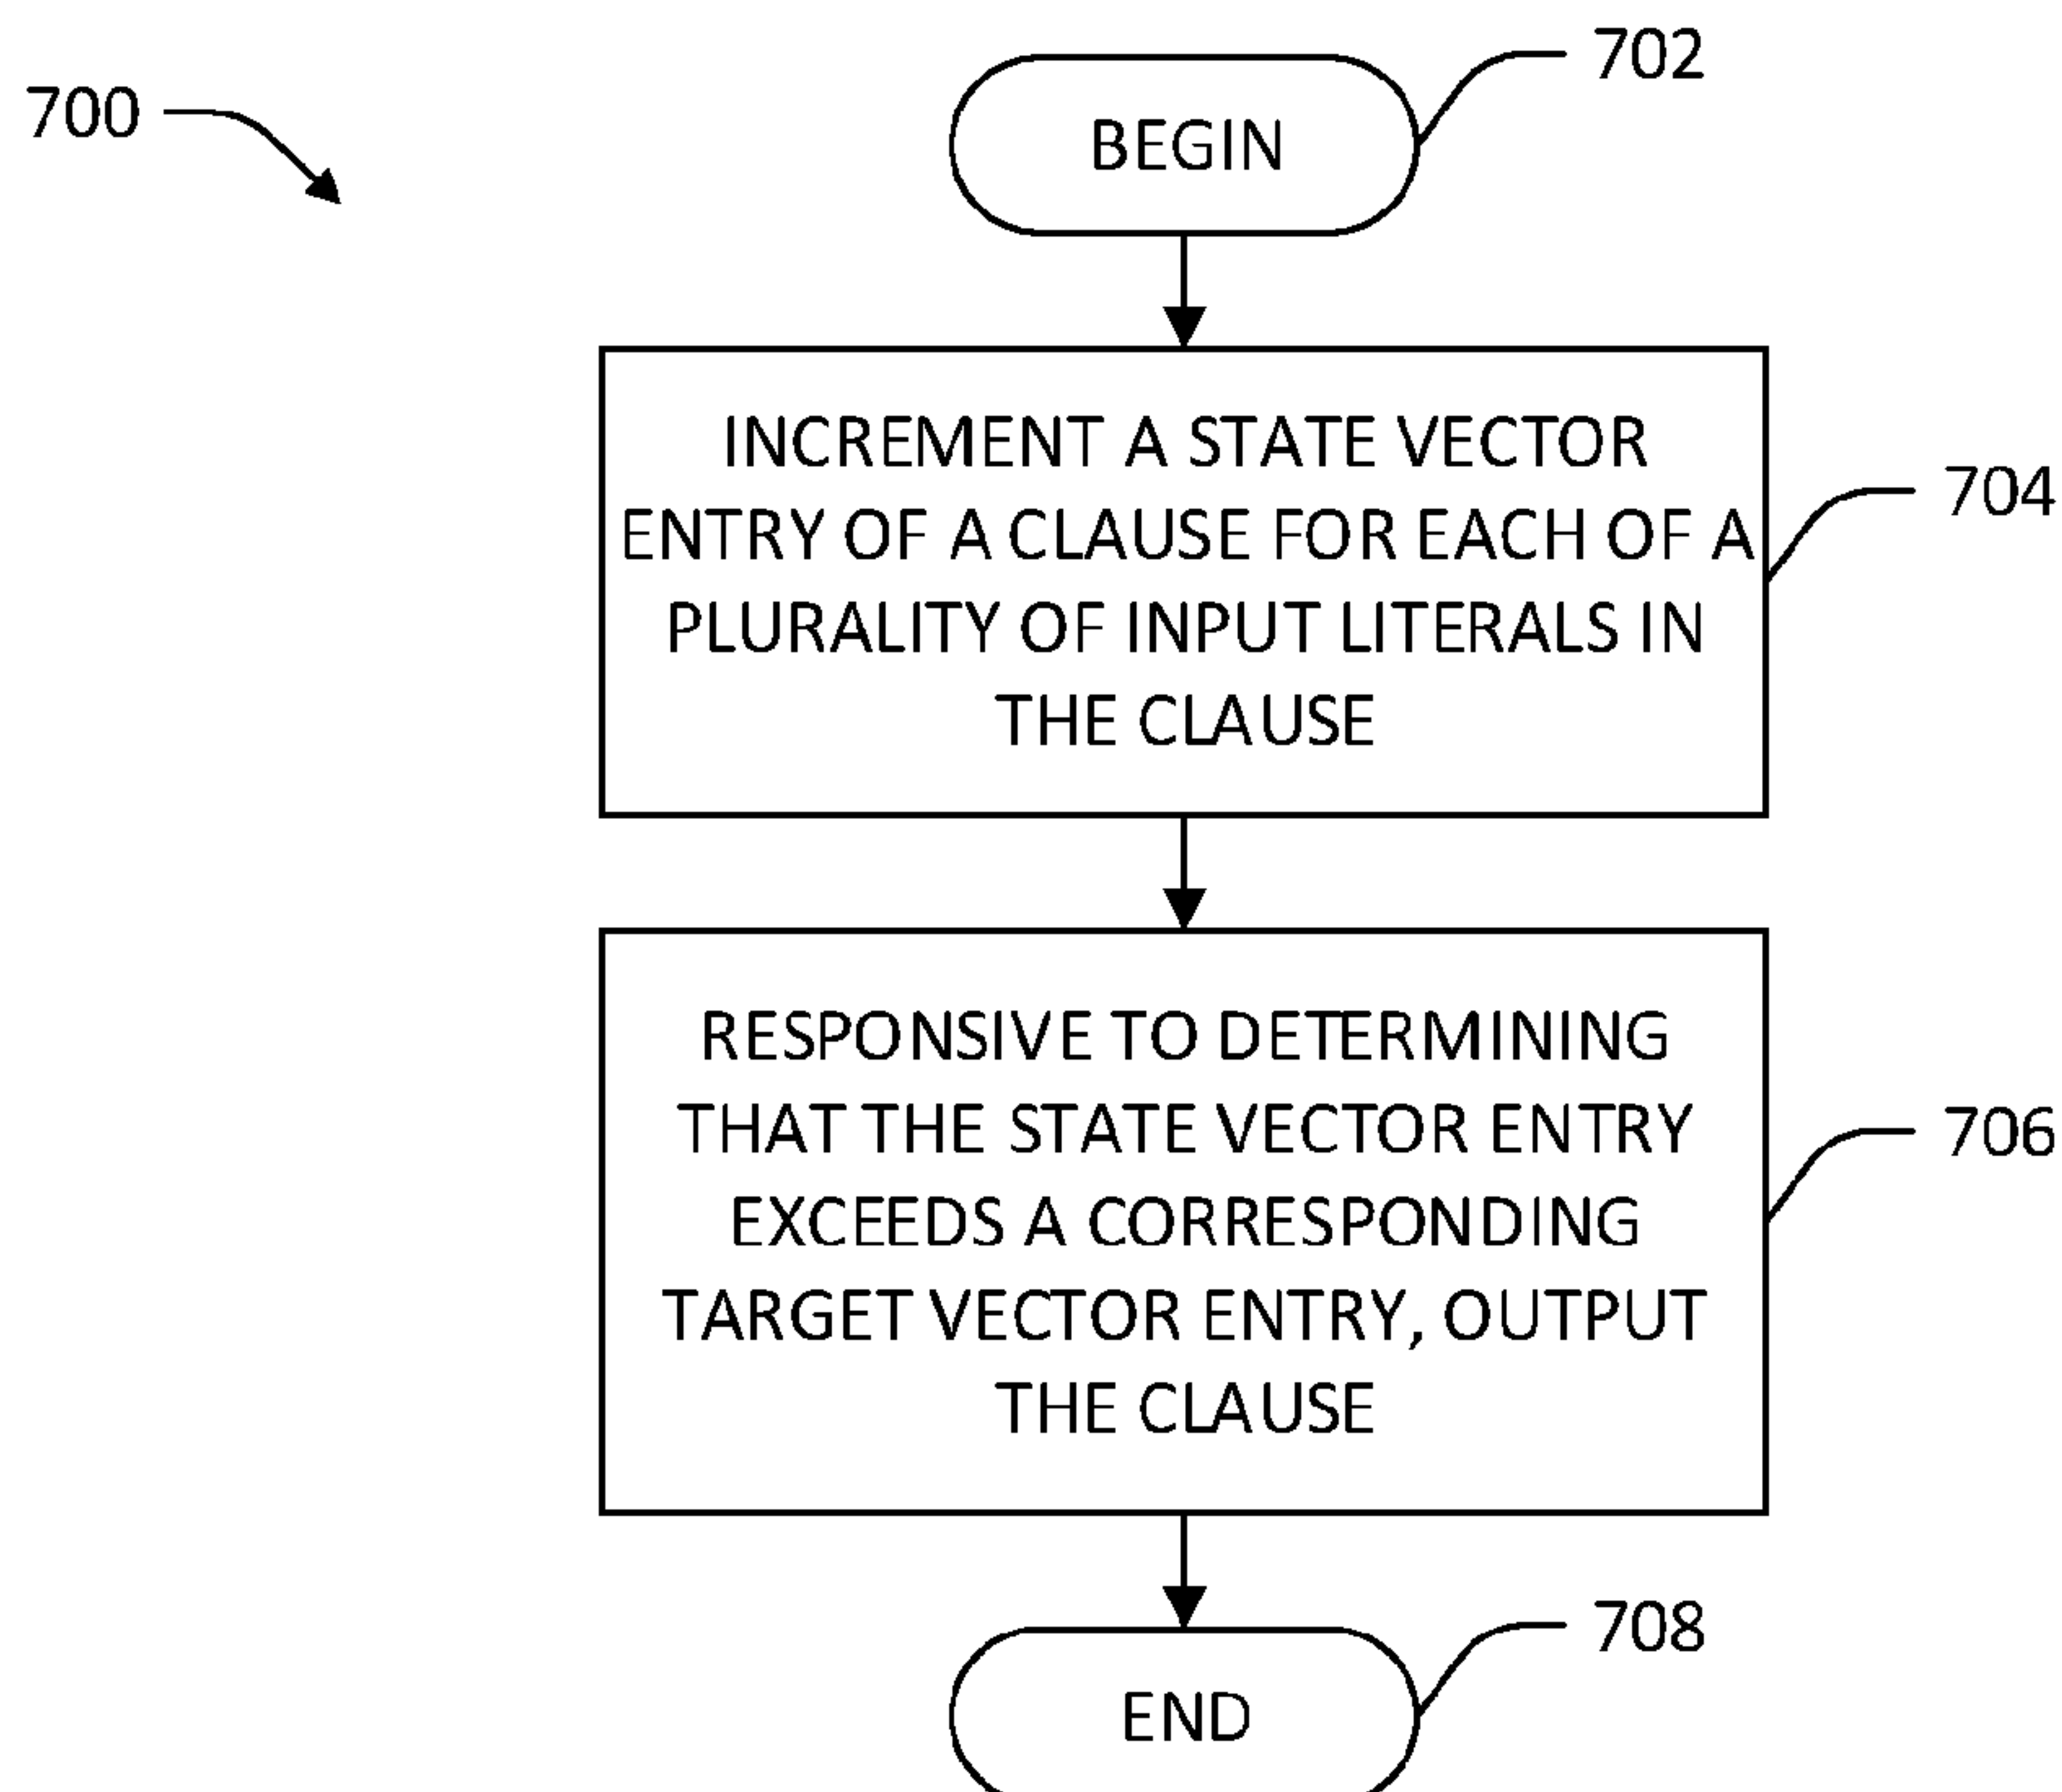 702
700
BEGIN
INCREMENT A STATE VECTOR
ENTRY OF A CLAUSE FOR EACH OF A
PLURALITY OF INPUT LITERALS IN
THE CLAUSE
704
RESPONSIVE TO DETERMINING
THAT THE STATE VECTOR ENTRY
EXCEEDS A CORRESPONDING
TARGET VECTOR ENTRY, OUTPUT
THE CLAUSE
706
708
END